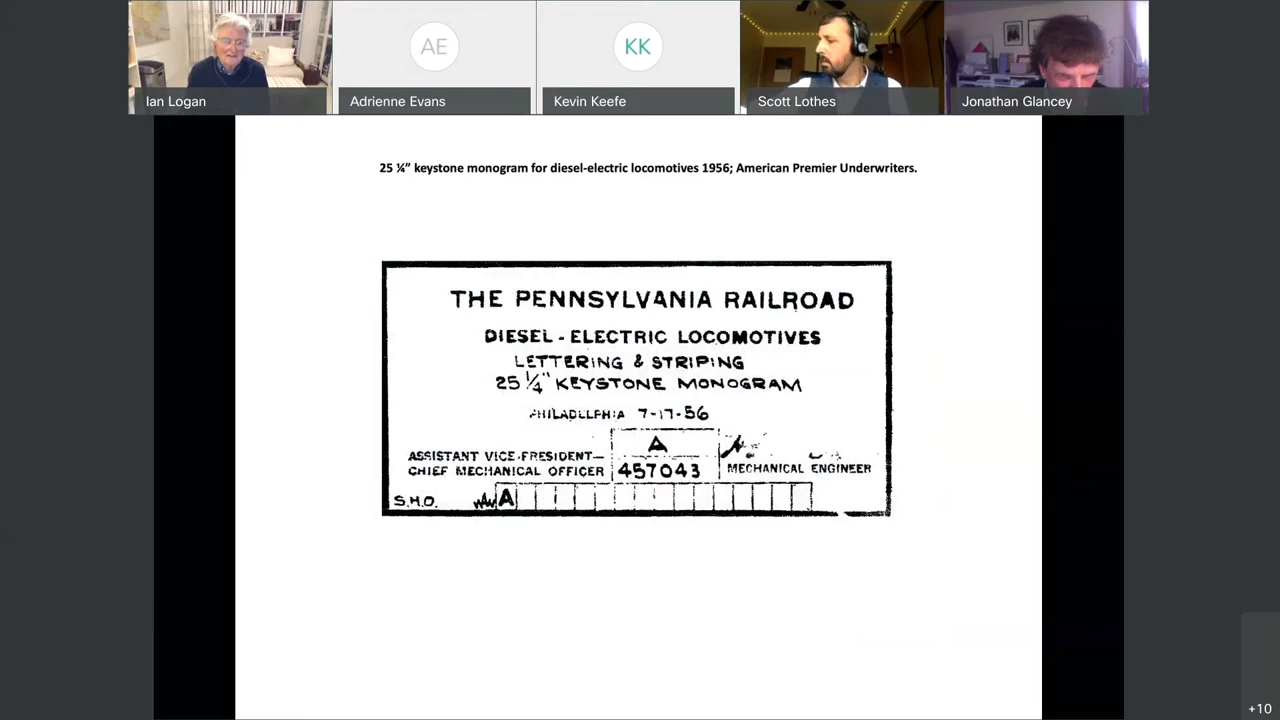 AE
KK
Ian Logan
Adrienne Evans
Kevin Keefe
Scott Lothes
Jonathan Glancey
25 ¼” keystone monogram for diesel-electric locomotives 1956; American Premier Underwriters.
THE PENNSYLVANIA RAILROAD
DIESEL-ELECTRIC LOCOMOTIVES
LETTERING & STRIPING
25 1/4" KEYSTONE MONOGRAM
PHILADELPHIA 7-17-56
A
ASSISTANT VICE PRESIDENT—
CHIEF MECHANICAL OFFICER
457043
MECHANICAL ENGINEER
S.H.O.
A
+10